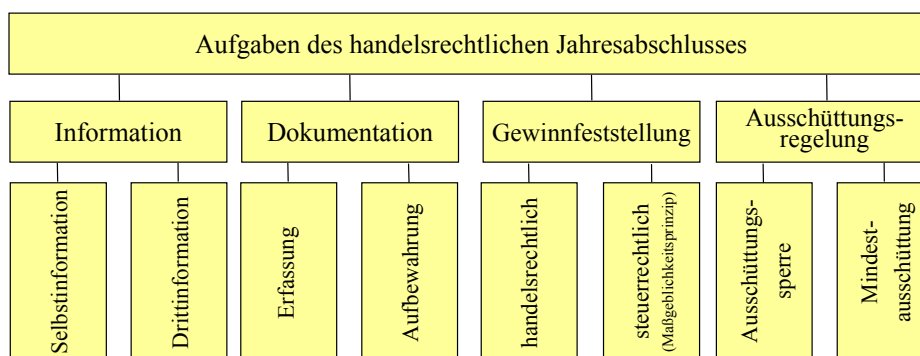 Aufgaben des handelsrechtlichen Jahresabschlusses
Information
Dokumentation
Gewinnfeststellung
Ausschüttungs-
regelung
Selbstinformation
Drittinformation
Erfassung
Aufbewahrung
handelsrechtlich
steuerrechtlich
(Maßgeblichkeitsprinzip)
Ausschüttungs-
sperre
Mindest-
ausschüttung